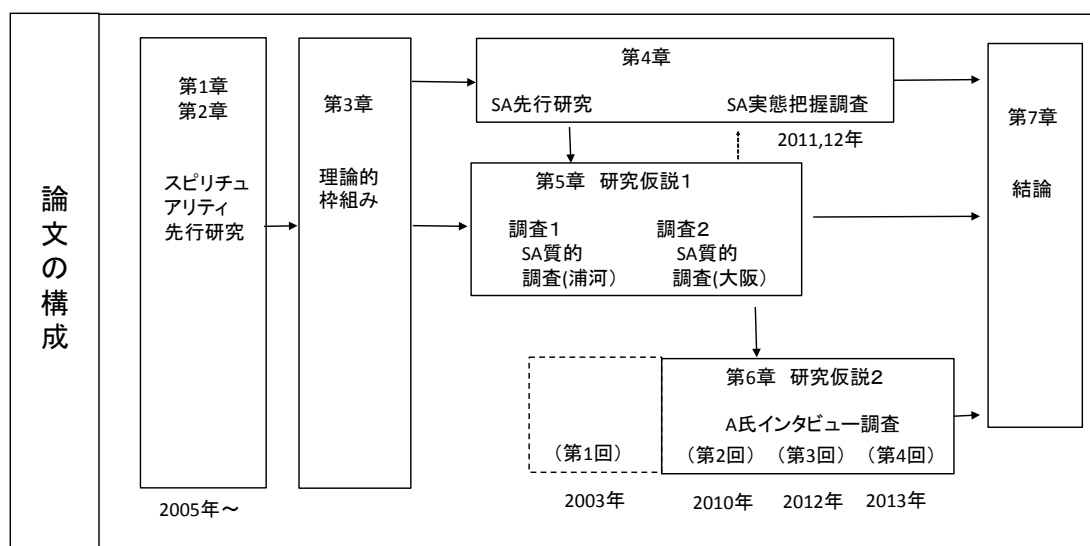 論文の構成
第1章
第2章
スピリチュ
アリティ
先行研究
2005年～
第3章
理論的
枠組み
第4章
SA先行研究 SA実態把握調査
2011,12年
第5章 研究仮説1
調査1 調査2
SA質的 SA質的
調査(浦河） 調査(大阪）
第6章 研究仮説2
A氏インタビュー調査
（第1回） （第2回） （第3回） （第4回）
2003年 2010年 2012年 2013年
第7章
結論